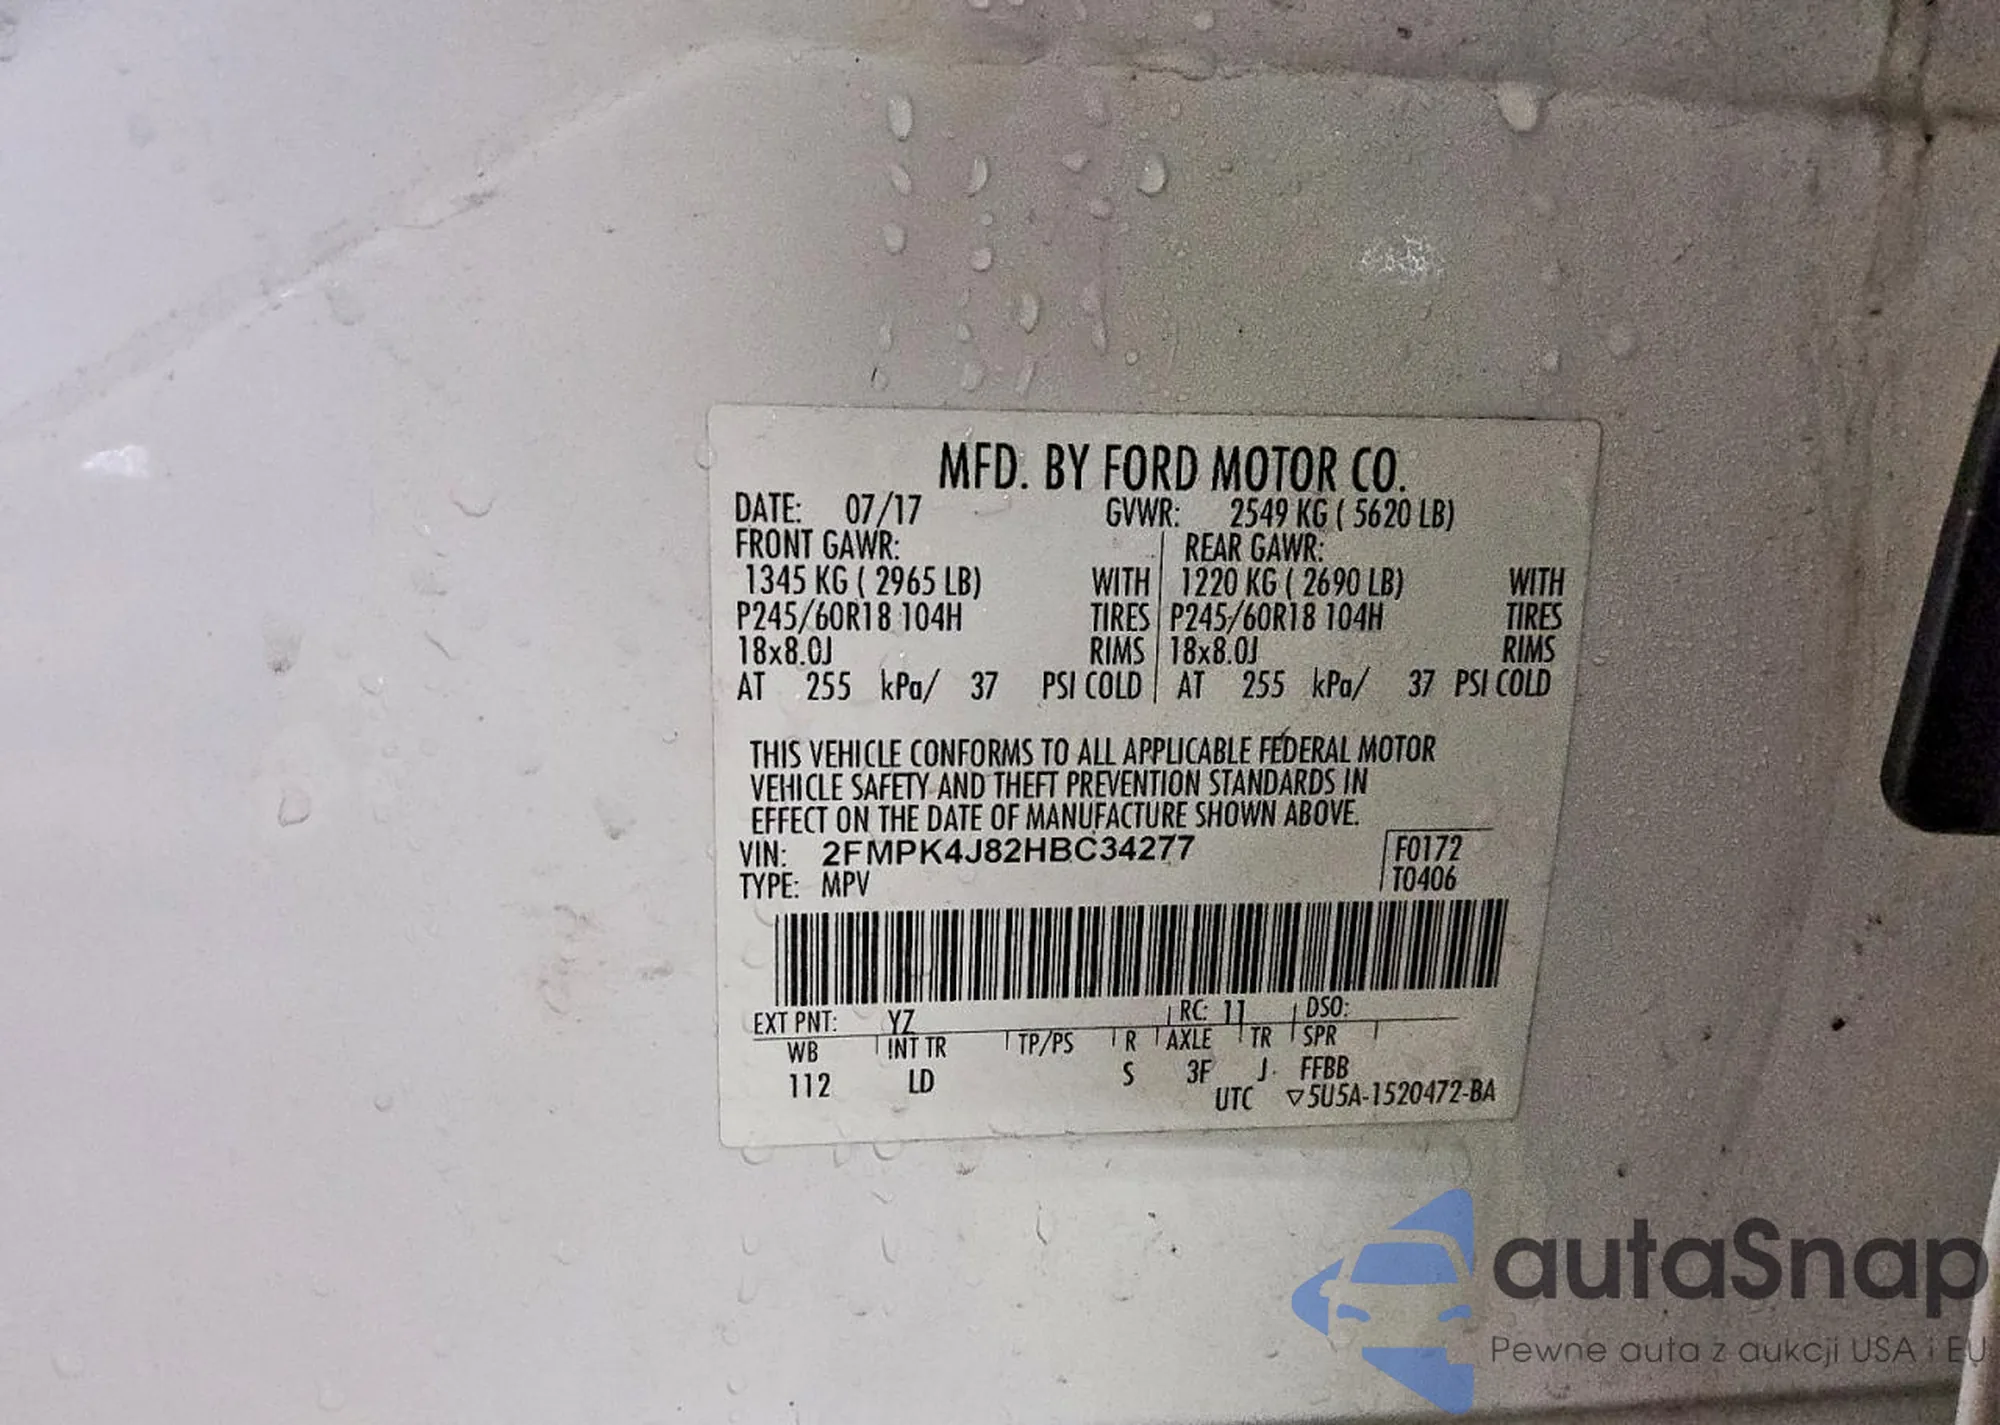 MFD. BY FORD MOTOR CO.
DATE: 07/17 GVWR: 2549 KG ( 5620 LB)
FRONT GAWR: REAR GAWR:
1345 KG ( 2965 LB) WITH 1220 KG ( 2690 LB) WITH
P245/60R18 104H TIRES P245/60R18 104H TIRES
18x8.0J RIMS 18x8.0J RIMS
AT 255 kPa/ 37 PSI COLD AT 255 kPa/ 37 PSI COLD
THIS VEHICLE CONFORMS TO ALL APPLICABLE FEDERAL MOTOR
VEHICLE SAFETY AND THEFT PREVENTION STANDARDS IN
EFFECT ON THE DATE OF MANUFACTURE SHOWN ABOVE.
VIN: 2FMPK4J82HBC34277 F0172
TYPE: MPV T0406
EXT PNT: YZ RC: 11 DSO:
WB INT TR TP/PS R AXLE TR SPR
112 LD S 3F J FFBB
UTC ▽5U5A-1520472-BA
autaSnap
Pewne auta z aukcji USA i EU